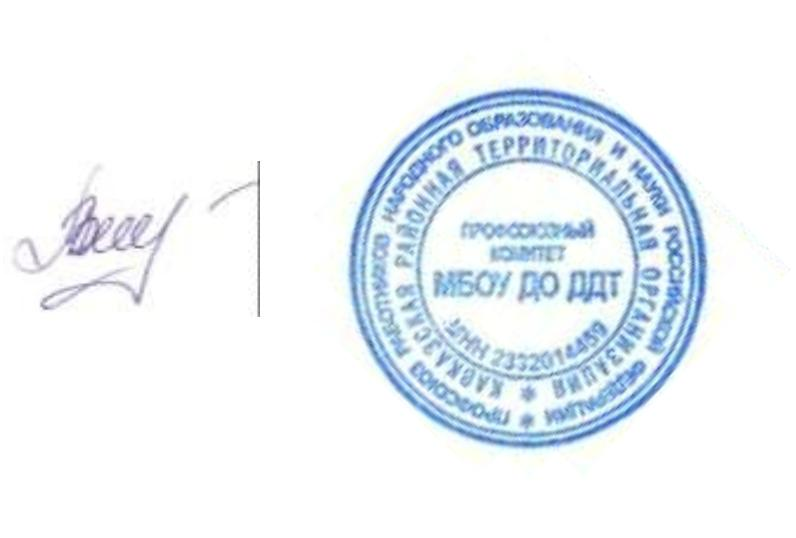 ПРОФСОЮЗ РАБОТНИКОВ НАРОДНОГО ОБРАЗОВАНИЯ И НАУКИ РОССИЙСКОЙ ФЕДЕРАЦИИ *
КАВКАЗСКАЯ РАЙОННАЯ ТЕРРИТОРИАЛЬНАЯ ОРГАНИЗАЦИЯ *
ПРОФСОЮЗНЫЙ
КОМИТЕТ
МБОУ ДО ДДТ
ИНН 2332014459